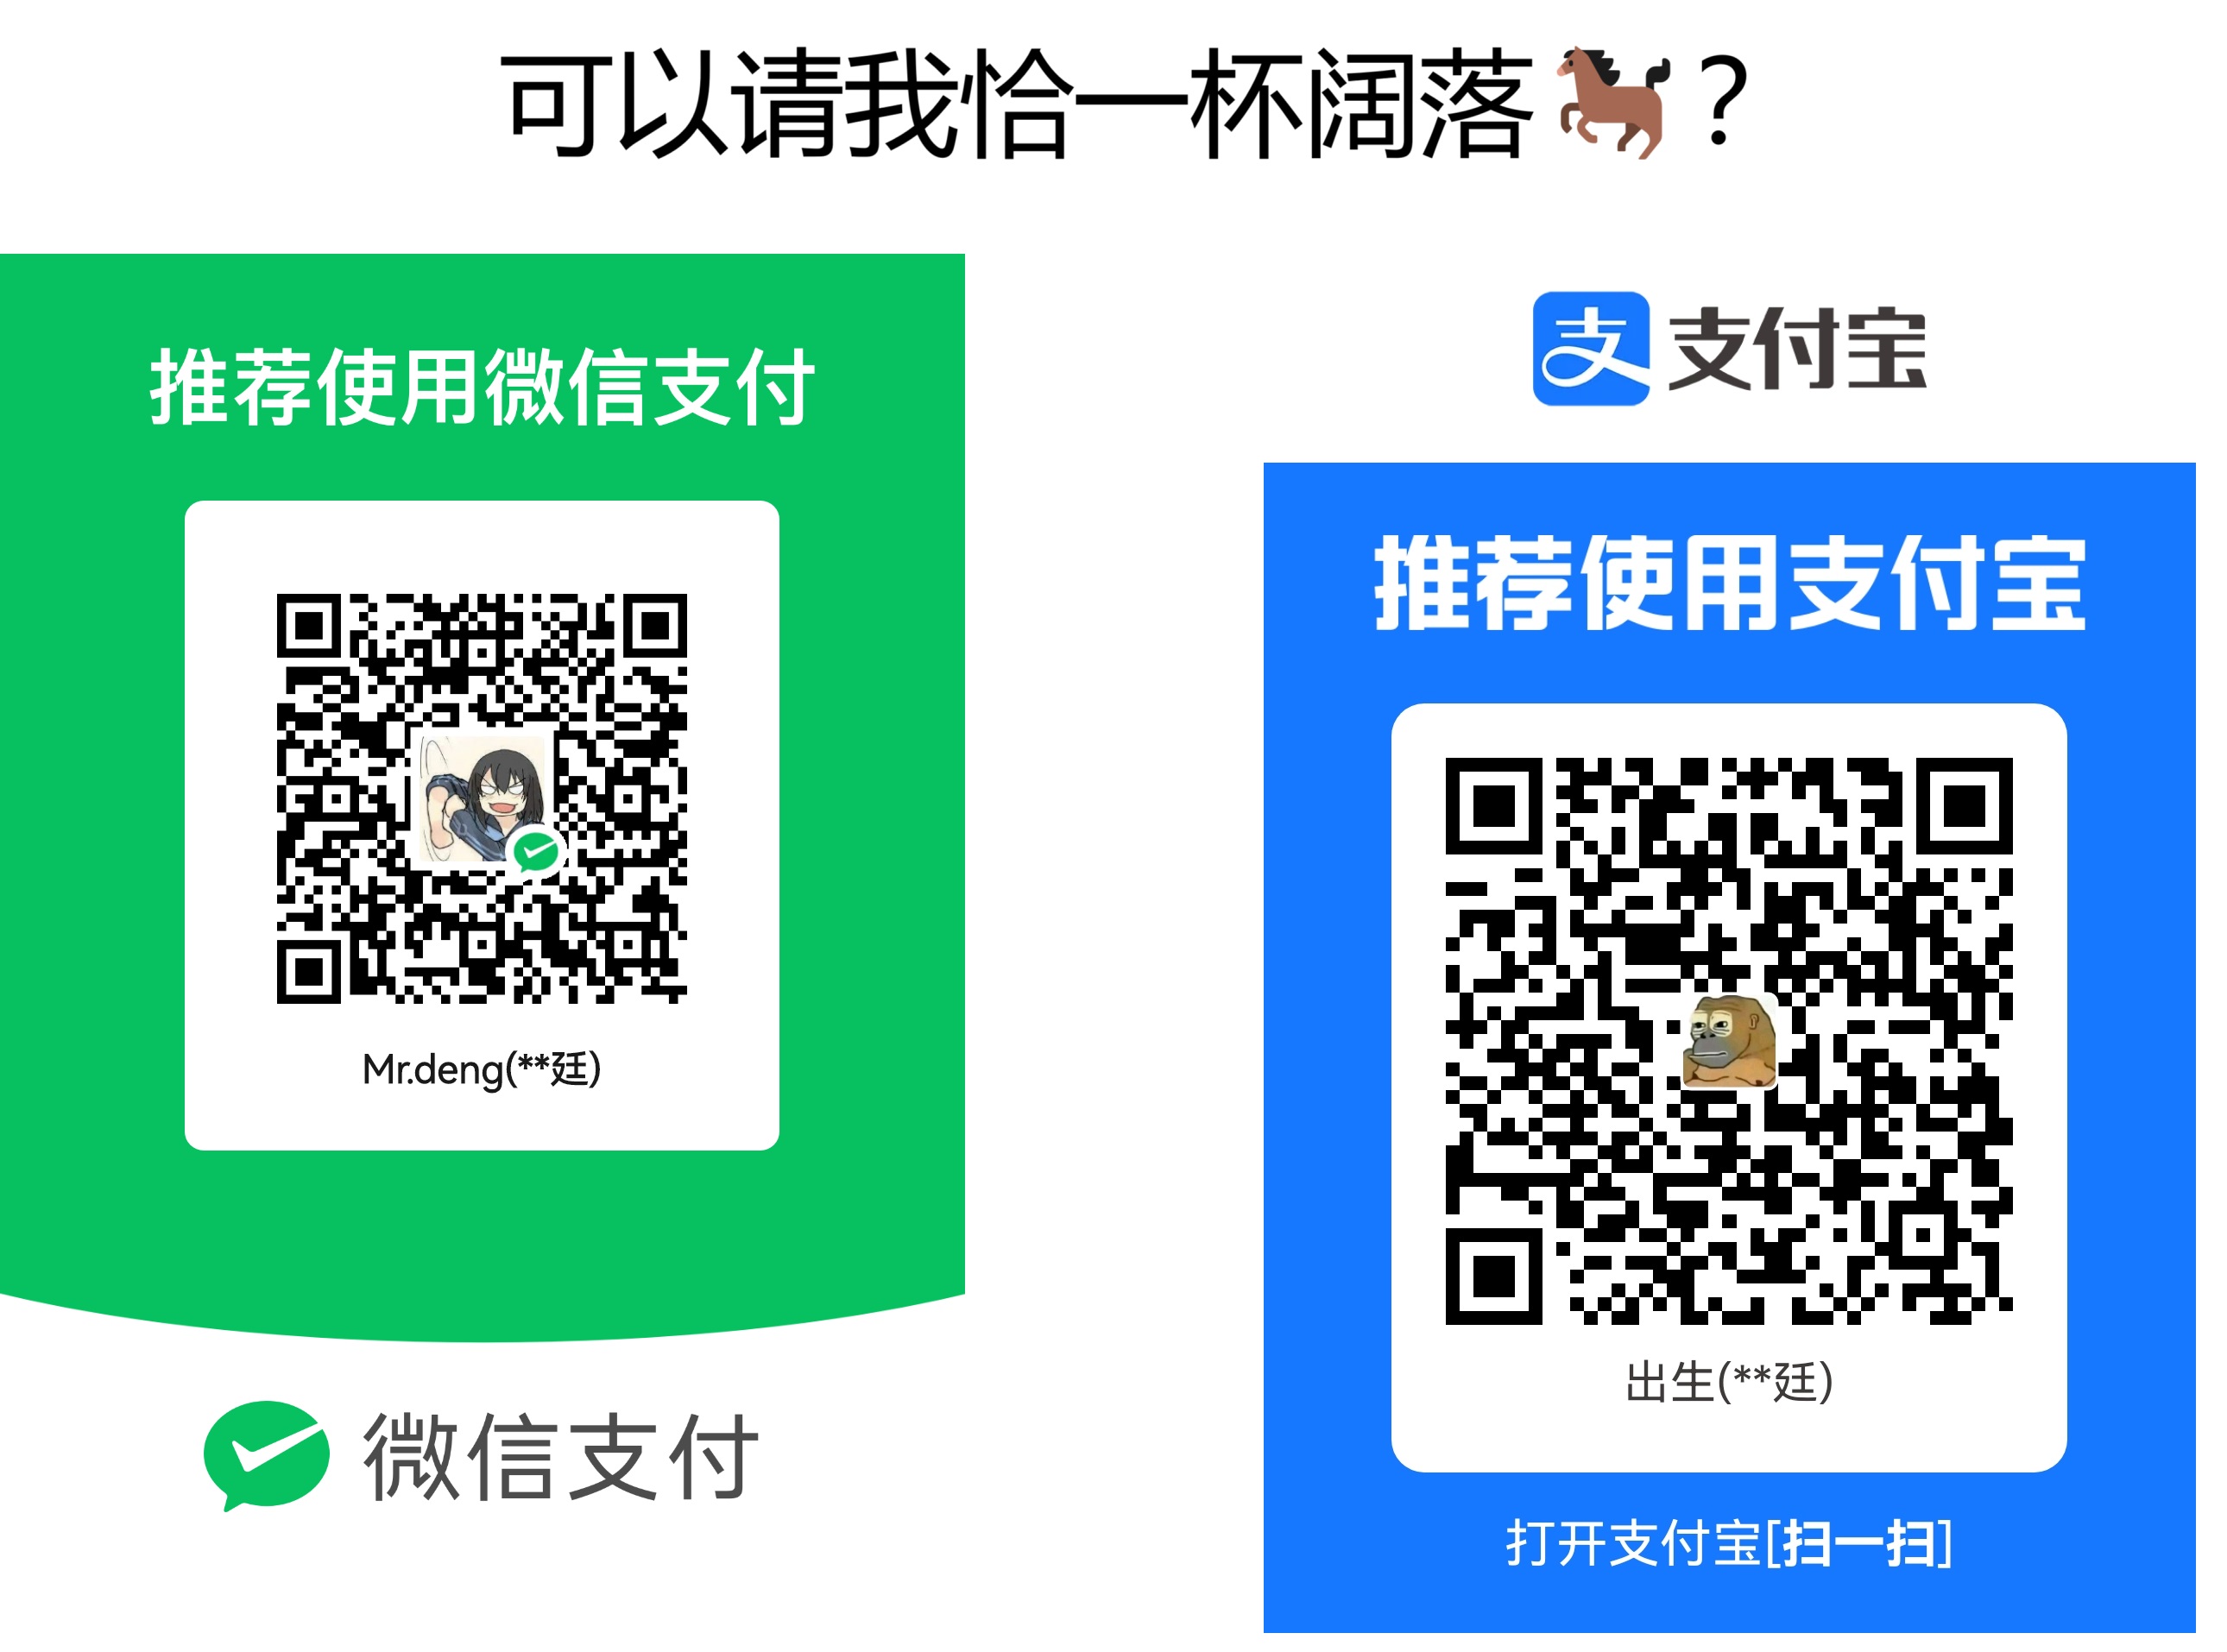 可以请我恰一杯阔落🐎？
推荐使用微信支付
Mr.deng(**廷)
微信支付
支 支付宝
推荐使用支付宝
出生(**廷)
打开支付宝[扫一扫]